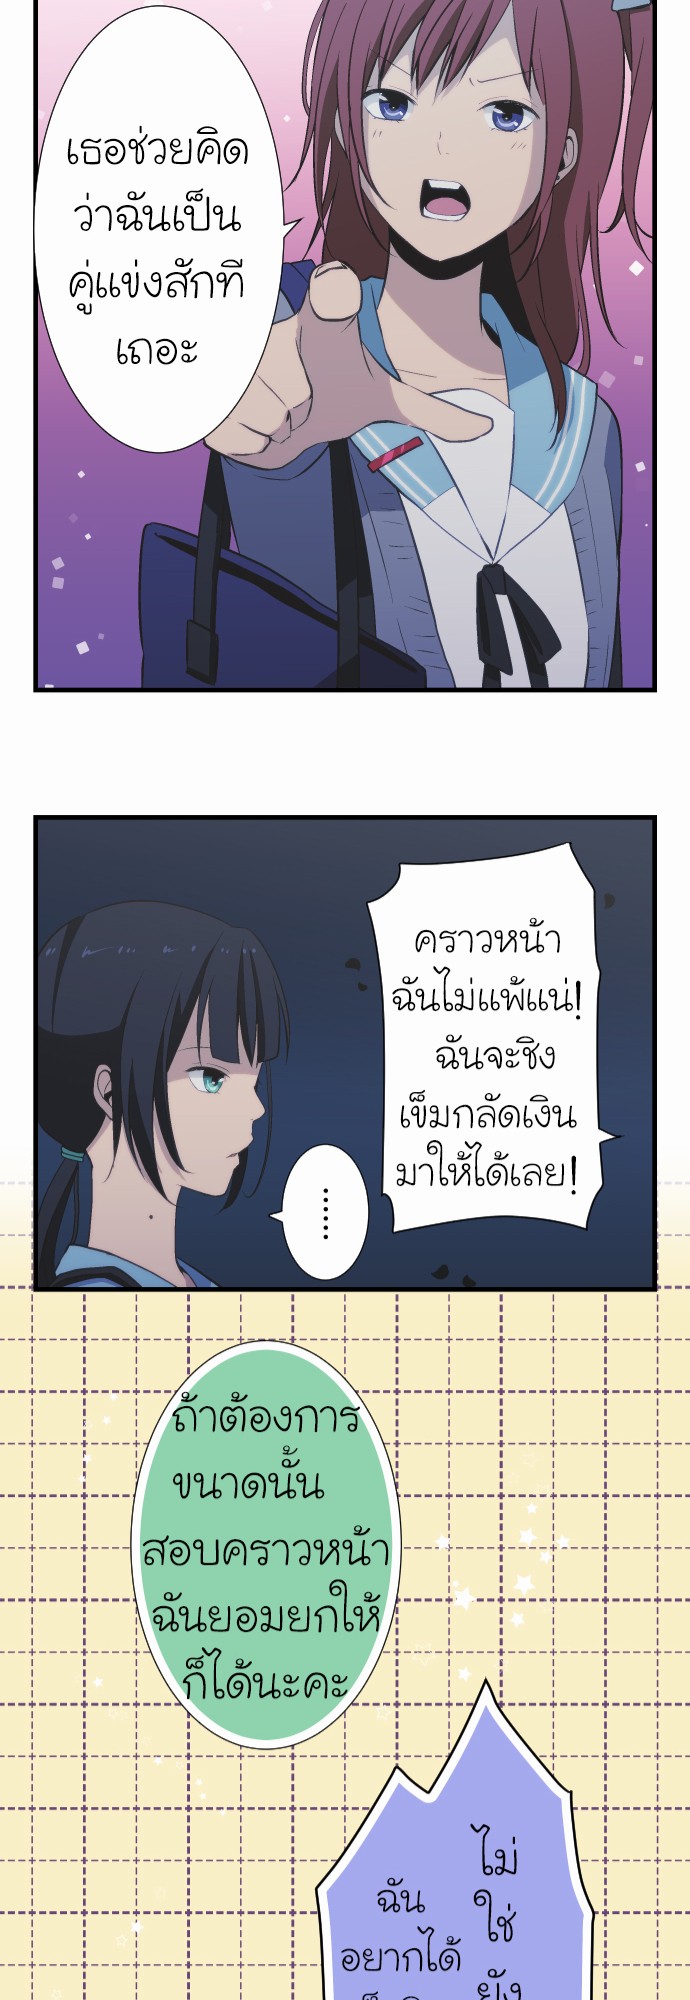 เธอช่วยคิด
ว่าฉันเป็น
คู่แข่งสักที
เถอะ
คราวหน้า
ฉันไม่แพ้แน่!
ฉันจะชิง
เข็มกลัดเงิน
มาให้ได้เลย!
......
ถ้าต้องการ
ขนาดนั้น
สอบคราวหน้า
ฉันยอมยกให้
ก็ได้นะคะ
ไม่
ใช่
ยัง
ฉัน
อยากได้